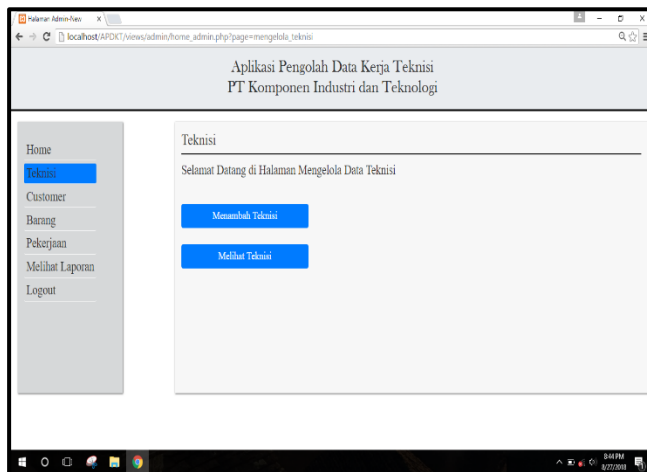 Halaman Admin-New
localhost/APDKT/views/admin/home_admin.php?page=mengelola_teknisi
Aplikasi Pengolah Data Kerja Teknisi
PT Komponen Industri dan Teknologi
Home
Teknisi
Customer
Barang
Pekerjaan
Melihat Laporan
Logout
Teknisi
Selamat Datang di Halaman Mengelola Data Teknisi
Menambah Teknisi
Melihat Teknisi
8:44 PM
8/27/2018